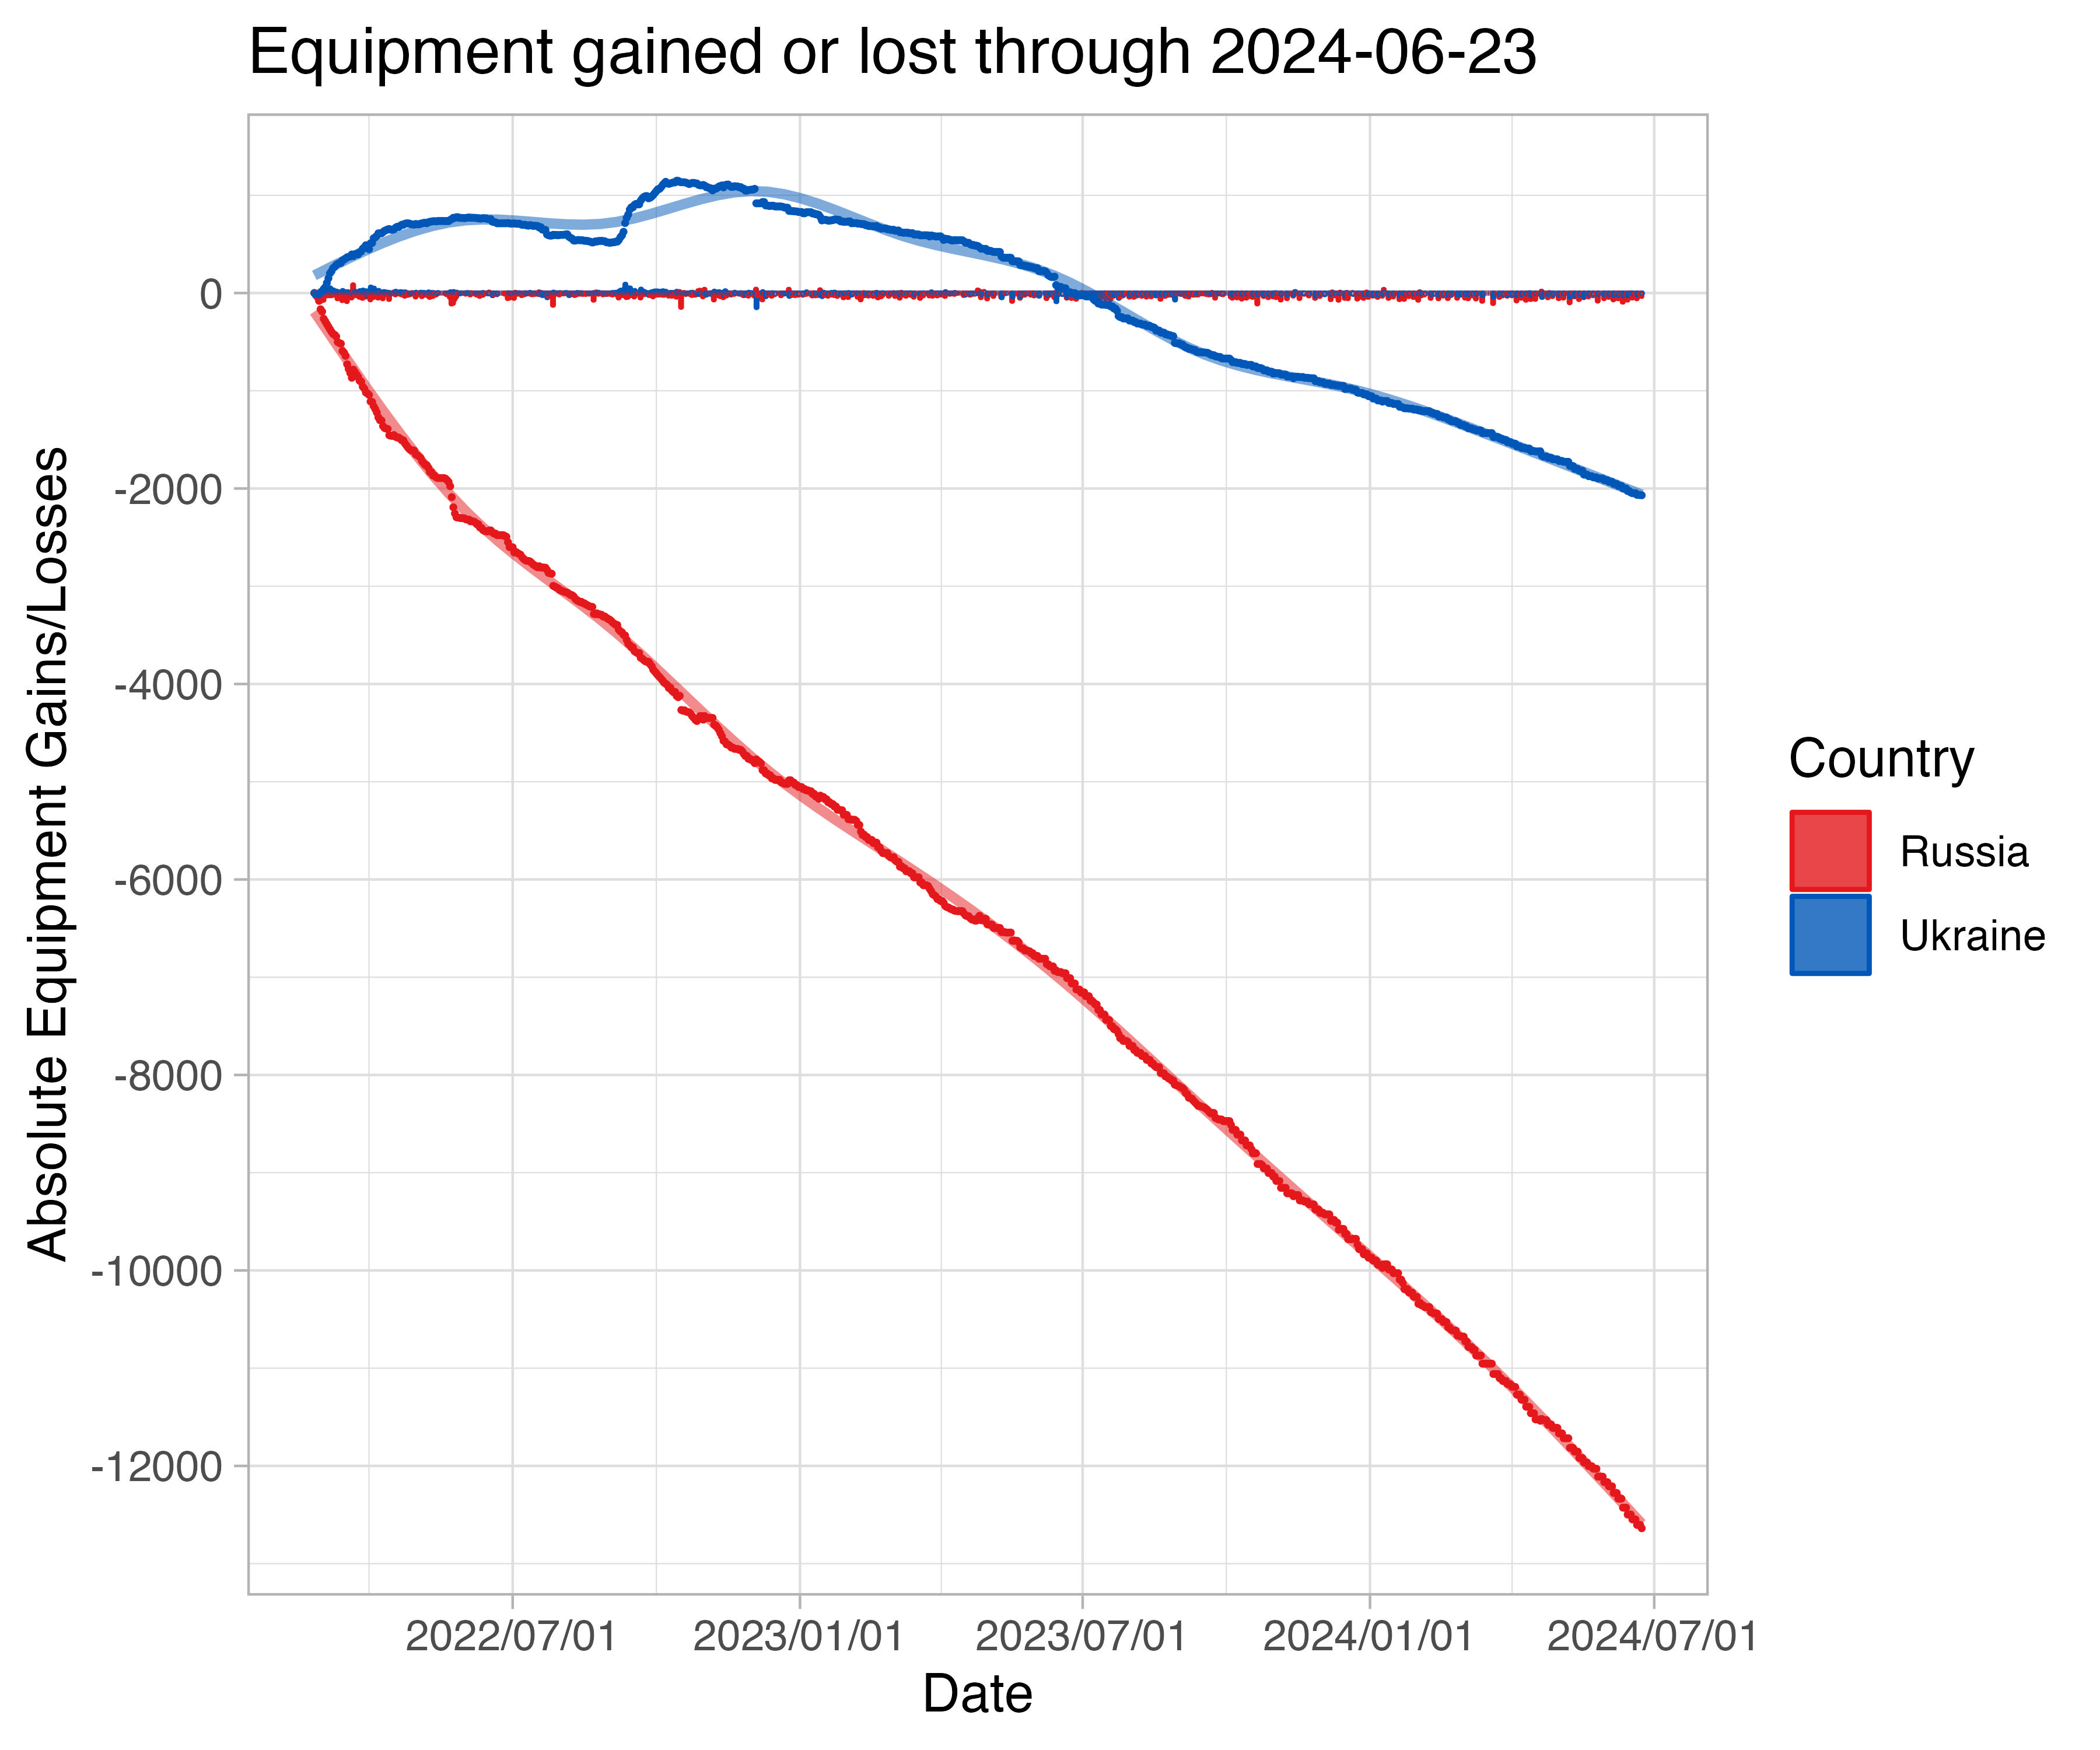 Equipment gained or lost through 2024-06-23
Absolute Equipment Gains/Losses
0
-2000
-4000
-6000
-8000
-10000
-12000
2022/07/01
2023/01/01
2023/07/01
2024/01/01
2024/07/01
Date
Country
Russia
Ukraine